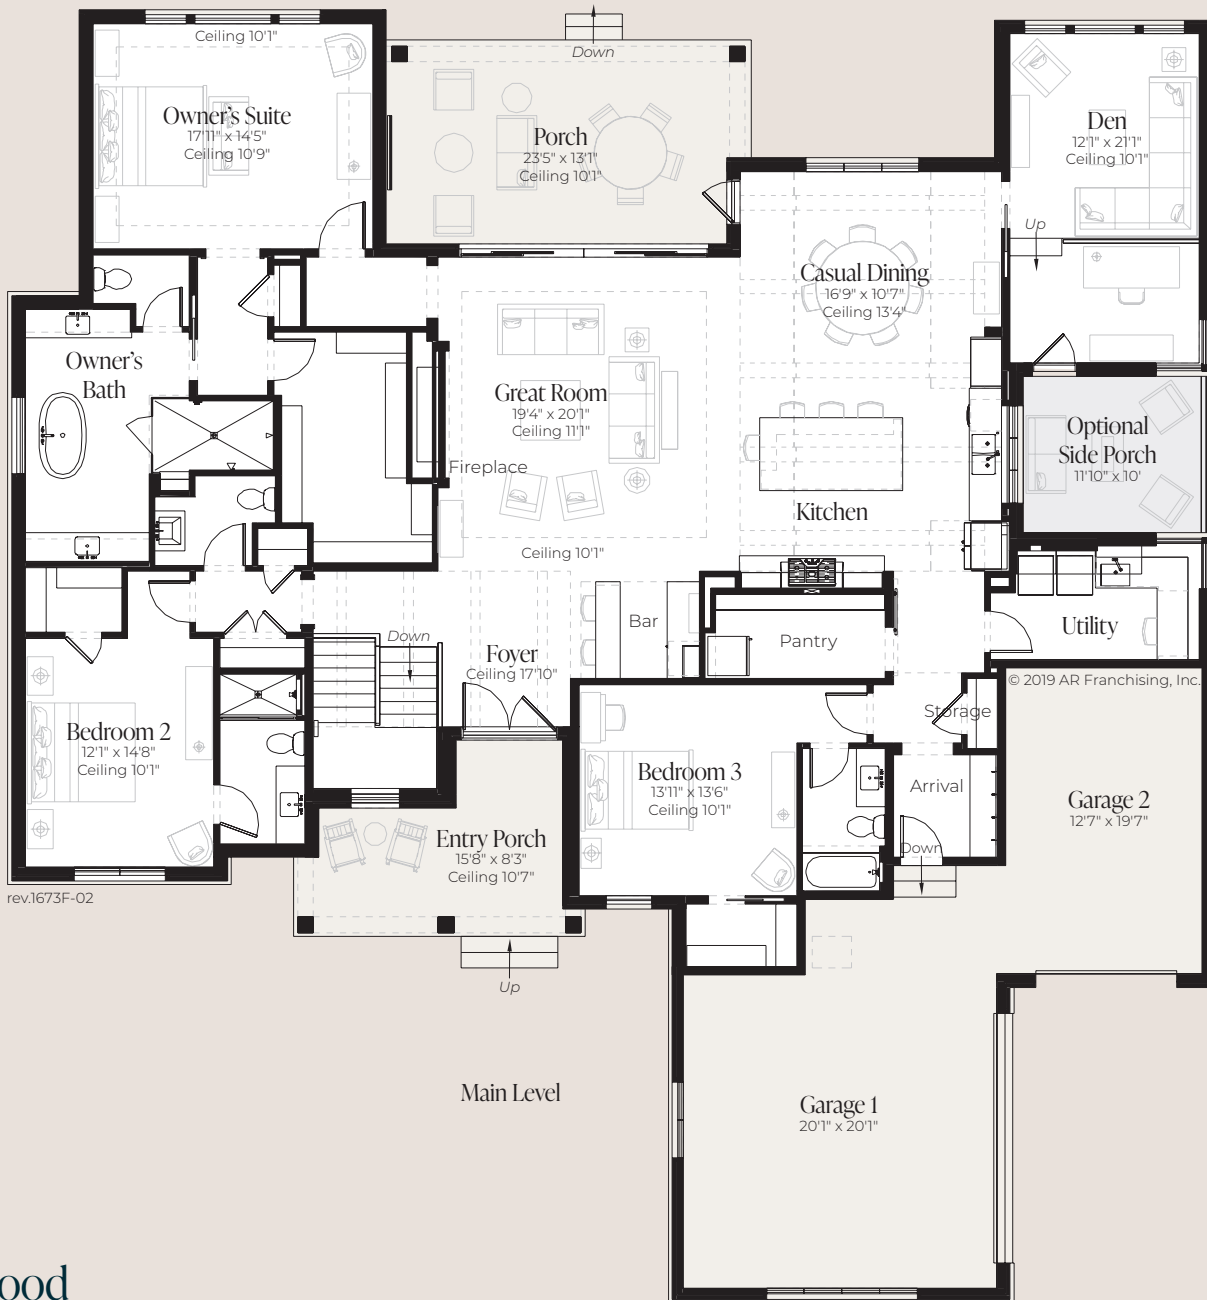 Ceiling 10'1"
Owner's Suite
17'11" x 14'5"
Ceiling 10'9"
Down
Porch
23'5" x 13'1"
Ceiling 10'1"
Den
12'1" x 21'1"
Ceiling 10'1"
Up
Casual Dining
16'9" x 10'7"
Ceiling 13'4"
Owner's
Bath
Great Room
19'4" x 20'1"
Ceiling 11'1"
Fireplace
Ceiling 10'1"
Kitchen
Optional
Side Porch
11'10" x 10'
Bar
Pantry
Utility
Down
Foyer
Ceiling 17'10"
© 2019 AR Franchising, Inc.
Storage
Bedroom 2
12'1" x 14'8"
Ceiling 10'1"
Bedroom 3
13'11" x 13'6"
Ceiling 10'1"
Arrival
Down
Garage 2
12'7" x 19'7"
Entry Porch
15'8" x 8'3"
Ceiling 10'7"
rev.1673F-02
Up
Main Level
Garage 1
20'1" x 20'1"
ood